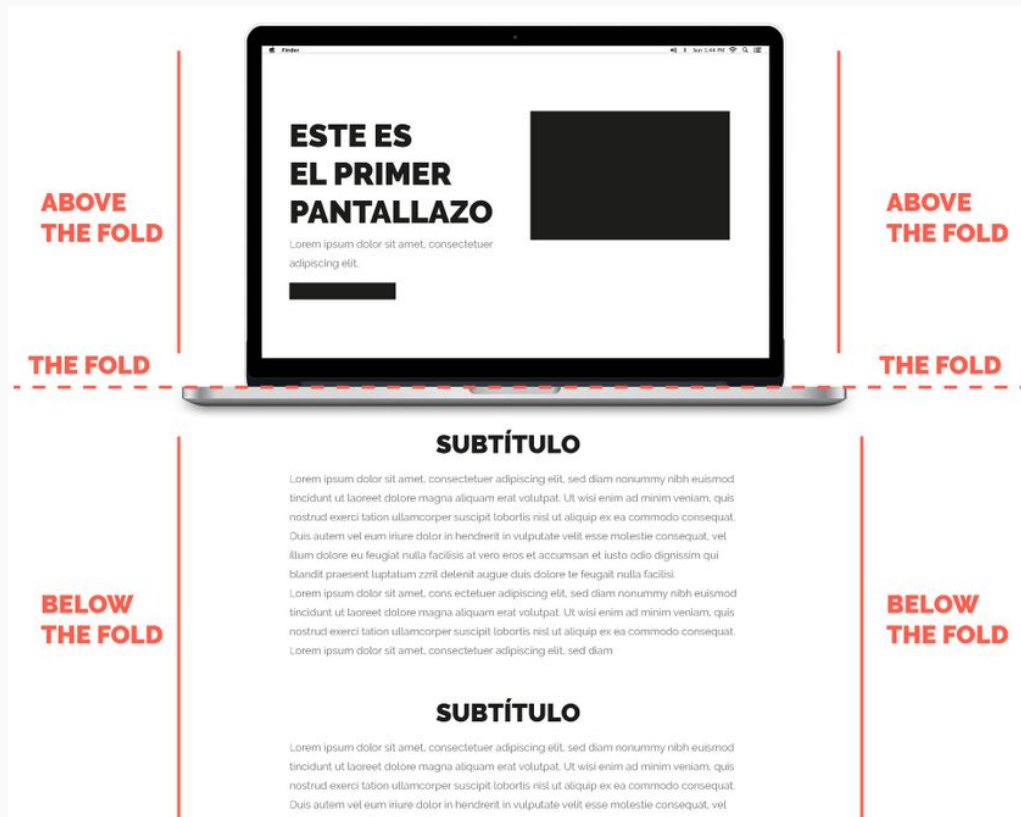 Finder
Sun 1:44 PM
ESTE ES
EL PRIMER
PANTALLAZO
Lorem ipsum dolor sit amet, consectetuer
adipiscing elit.
ABOVE
THE FOLD
ABOVE
THE FOLD
THE FOLD
THE FOLD
SUBTÍTULO
Lorem ipsum dolor sit amet, consectetuer adipiscing elit, sed diam nonummy nibh euismod
tincidunt ut laoreet dolore magna aliquam erat volutpat. Ut wisi enim ad minim veniam, quis
nostrud exerci tation ullamcorper suscipit lobortis nisl ut aliquip ex ea commodo consequat.
Duis autem vel eum iriure dolor in hendrerit in vulputate velit esse molestie consequat, vel
illum dolore eu feugiat nulla facilisis at vero eros et accumsan et iusto odio dignissim qui
blandit praesent luptatum zzril delenit augue duis dolore te feugait nulla facilisi.
Lorem ipsum dolor sit amet, cons ectetuer adipiscing elit, sed diam nonummy nibh euismod
tincidunt ut laoreet dolore magna aliquam erat volutpat. Ut wisi enim ad minim veniam, quis
nostrud exerci tation ullamcorper suscipit lobortis nisl ut aliquip ex ea commodo consequat.
Lorem ipsum dolor sit amet, consectetuer adipiscing elit, sed diam
BELOW
THE FOLD
BELOW
THE FOLD
SUBTÍTULO
Lorem ipsum dolor sit amet, consectetuer adipiscing elit, sed diam nonummy nibh euismod
tincidunt ut laoreet dolore magna aliquam erat volutpat. Ut wisi enim ad minim veniam, quis
nostrud exerci tation ullamcorper suscipit lobortis nisl ut aliquip ex ea commodo consequat.
Duis autem vel eum iriure dolor in hendrerit in vulputate velit esse molestie consequat, vel